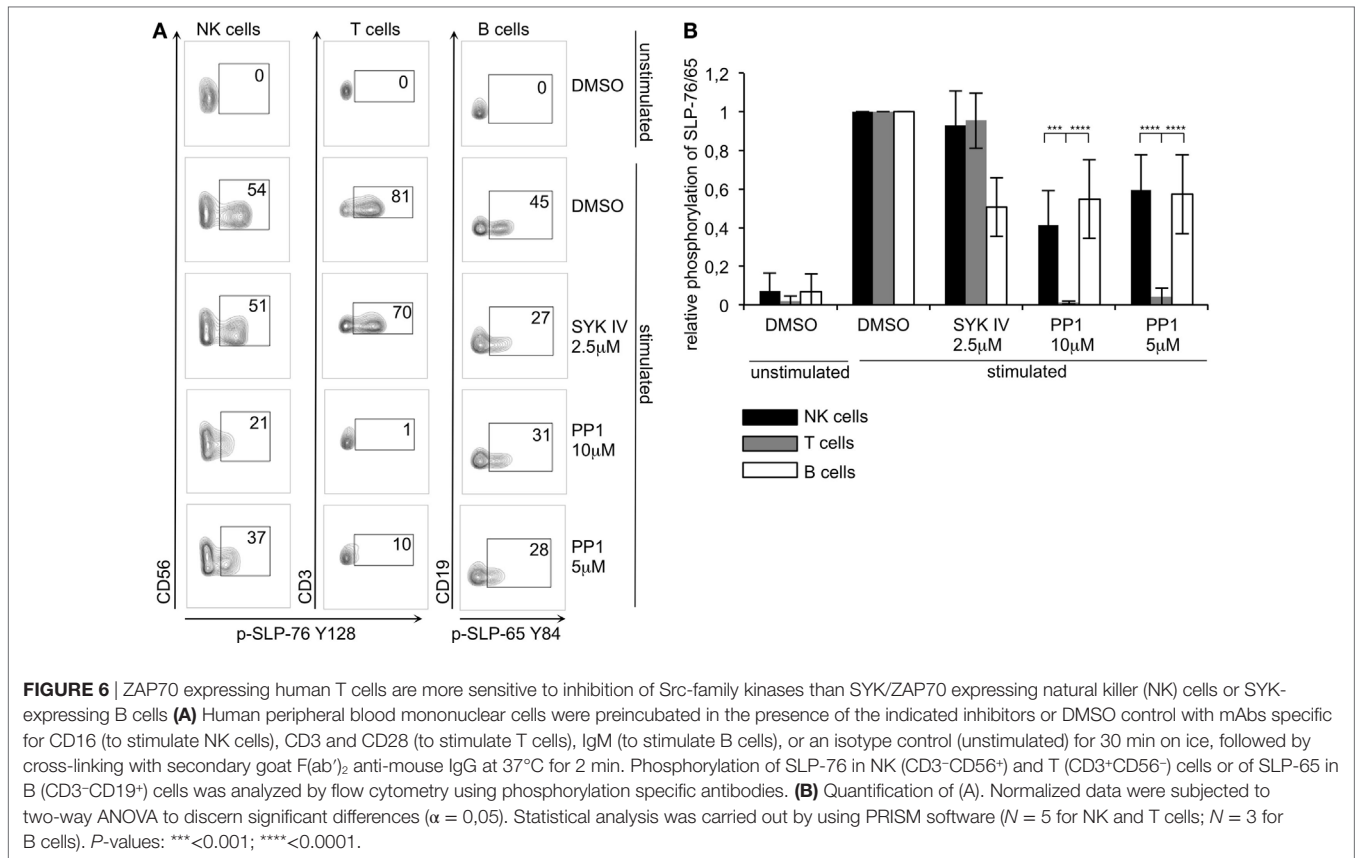 A
NK cells
T cells
B cells
0
0
0
DMSO
unstimulated
54
81
45
DMSO
51
70
27
SYK IV
2.5µM
stimulated
21
1
31
PP1
10µM
37
10
28
PP1
5µM
CD56
CD3
CD19
p-SLP-76 Y128
p-SLP-65 Y84
B
relative phosphorylation of SLP-76/65
1,2
1
0,8
0,6
0,4
0,2
0
*** ****
**** ****
DMSO
DMSO
SYK IV
2.5µM
PP1
10µM
PP1
5µM
unstimulated
stimulated
NK cells
T cells
B cells
FIGURE 6 | ZAP70 expressing human T cells are more sensitive to inhibition of Src-family kinases than SYK/ZAP70 expressing natural killer (NK) cells or SYK-
expressing B cells (A) Human peripheral blood mononuclear cells were preincubated in the presence of the indicated inhibitors or DMSO control with mAbs specific
for CD16 (to stimulate NK cells), CD3 and CD28 (to stimulate T cells), IgM (to stimulate B cells), or an isotype control (unstimulated) for 30 min on ice, followed by
cross-linking with secondary goat F(ab′)₂ anti-mouse IgG at 37°C for 2 min. Phosphorylation of SLP-76 in NK (CD3⁻CD56⁺) and T (CD3⁺CD56⁻) cells or of SLP-65 in
B (CD3⁻CD19⁺) cells was analyzed by flow cytometry using phosphorylation specific antibodies. (B) Quantification of (A). Normalized data were subjected to
two-way ANOVA to discern significant differences (α = 0,05). Statistical analysis was carried out by using PRISM software (N = 5 for NK and T cells; N = 3 for
B cells). P-values: ***<0.001; ****<0.0001.